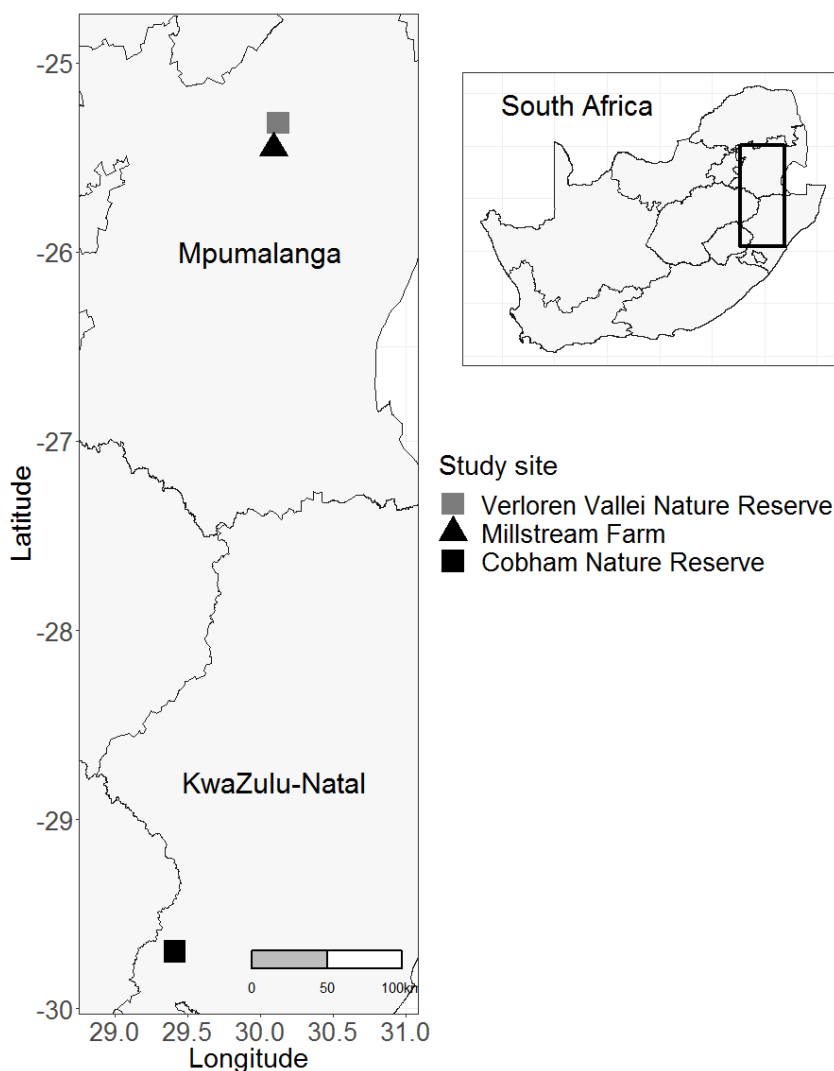 -25
-26
-27
-28
-29
-30
Latitude
Mpumalanga
KwaZulu-Natal
0 50 100km
29.0 29.5 30.0 30.5 31.0
Longitude
South Africa
Study site
Verloren Vallei Nature Reserve
Millstream Farm
Cobham Nature Reserve